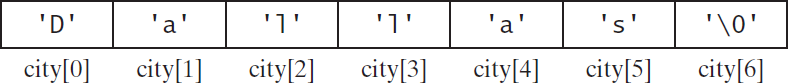 'D' 'a' 'l' 'l' 'a' 's' '\0'
city[0] city[1] city[2] city[3] city[4] city[5] city[6]